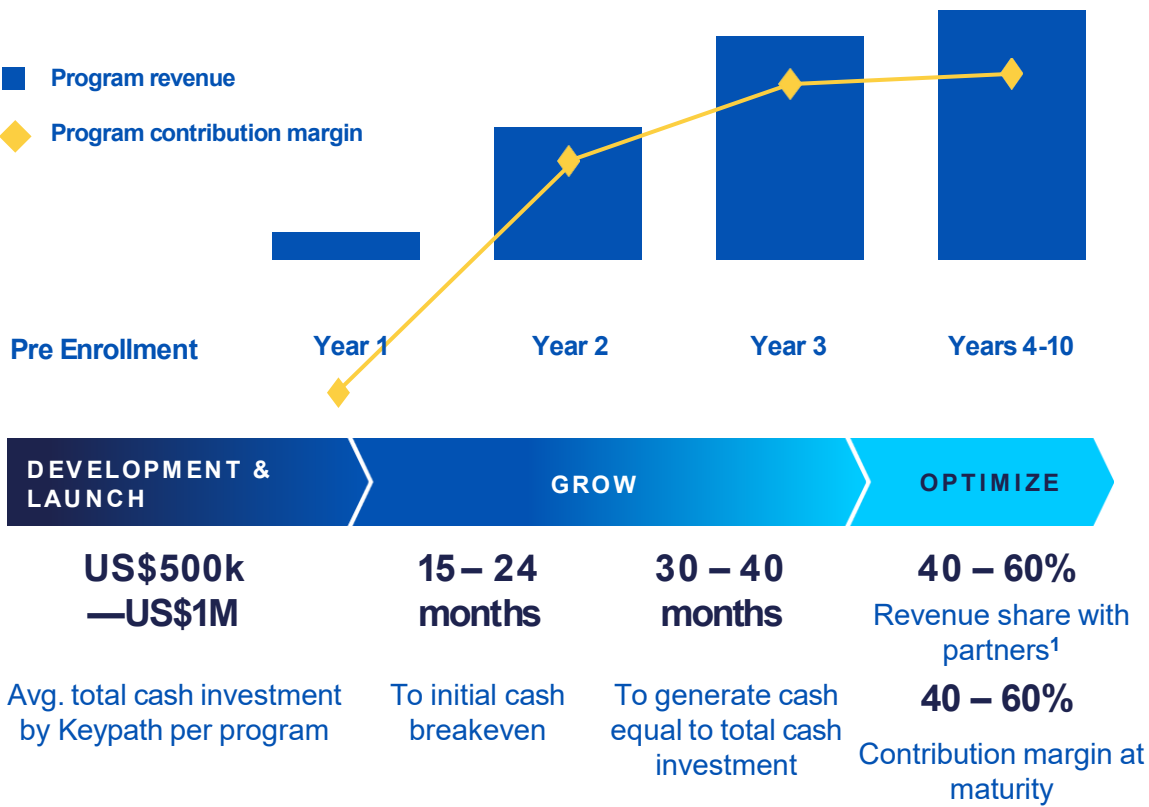 Program revenue
Program contribution margin
Pre Enrollment
Year 1
Year 2
Year 3
Years 4-10
DEVELOPMENT &
LAUNCH
GROW
OPTIMIZE
US$500k
—US$1M
Avg. total cash investment
by Keypath per program
15 – 24
months
To initial cash
breakeven
30 – 40
months
To generate cash
equal to total cash
investment
40 – 60%
Revenue share with
partners¹
40 – 60%
Contribution margin at
maturity